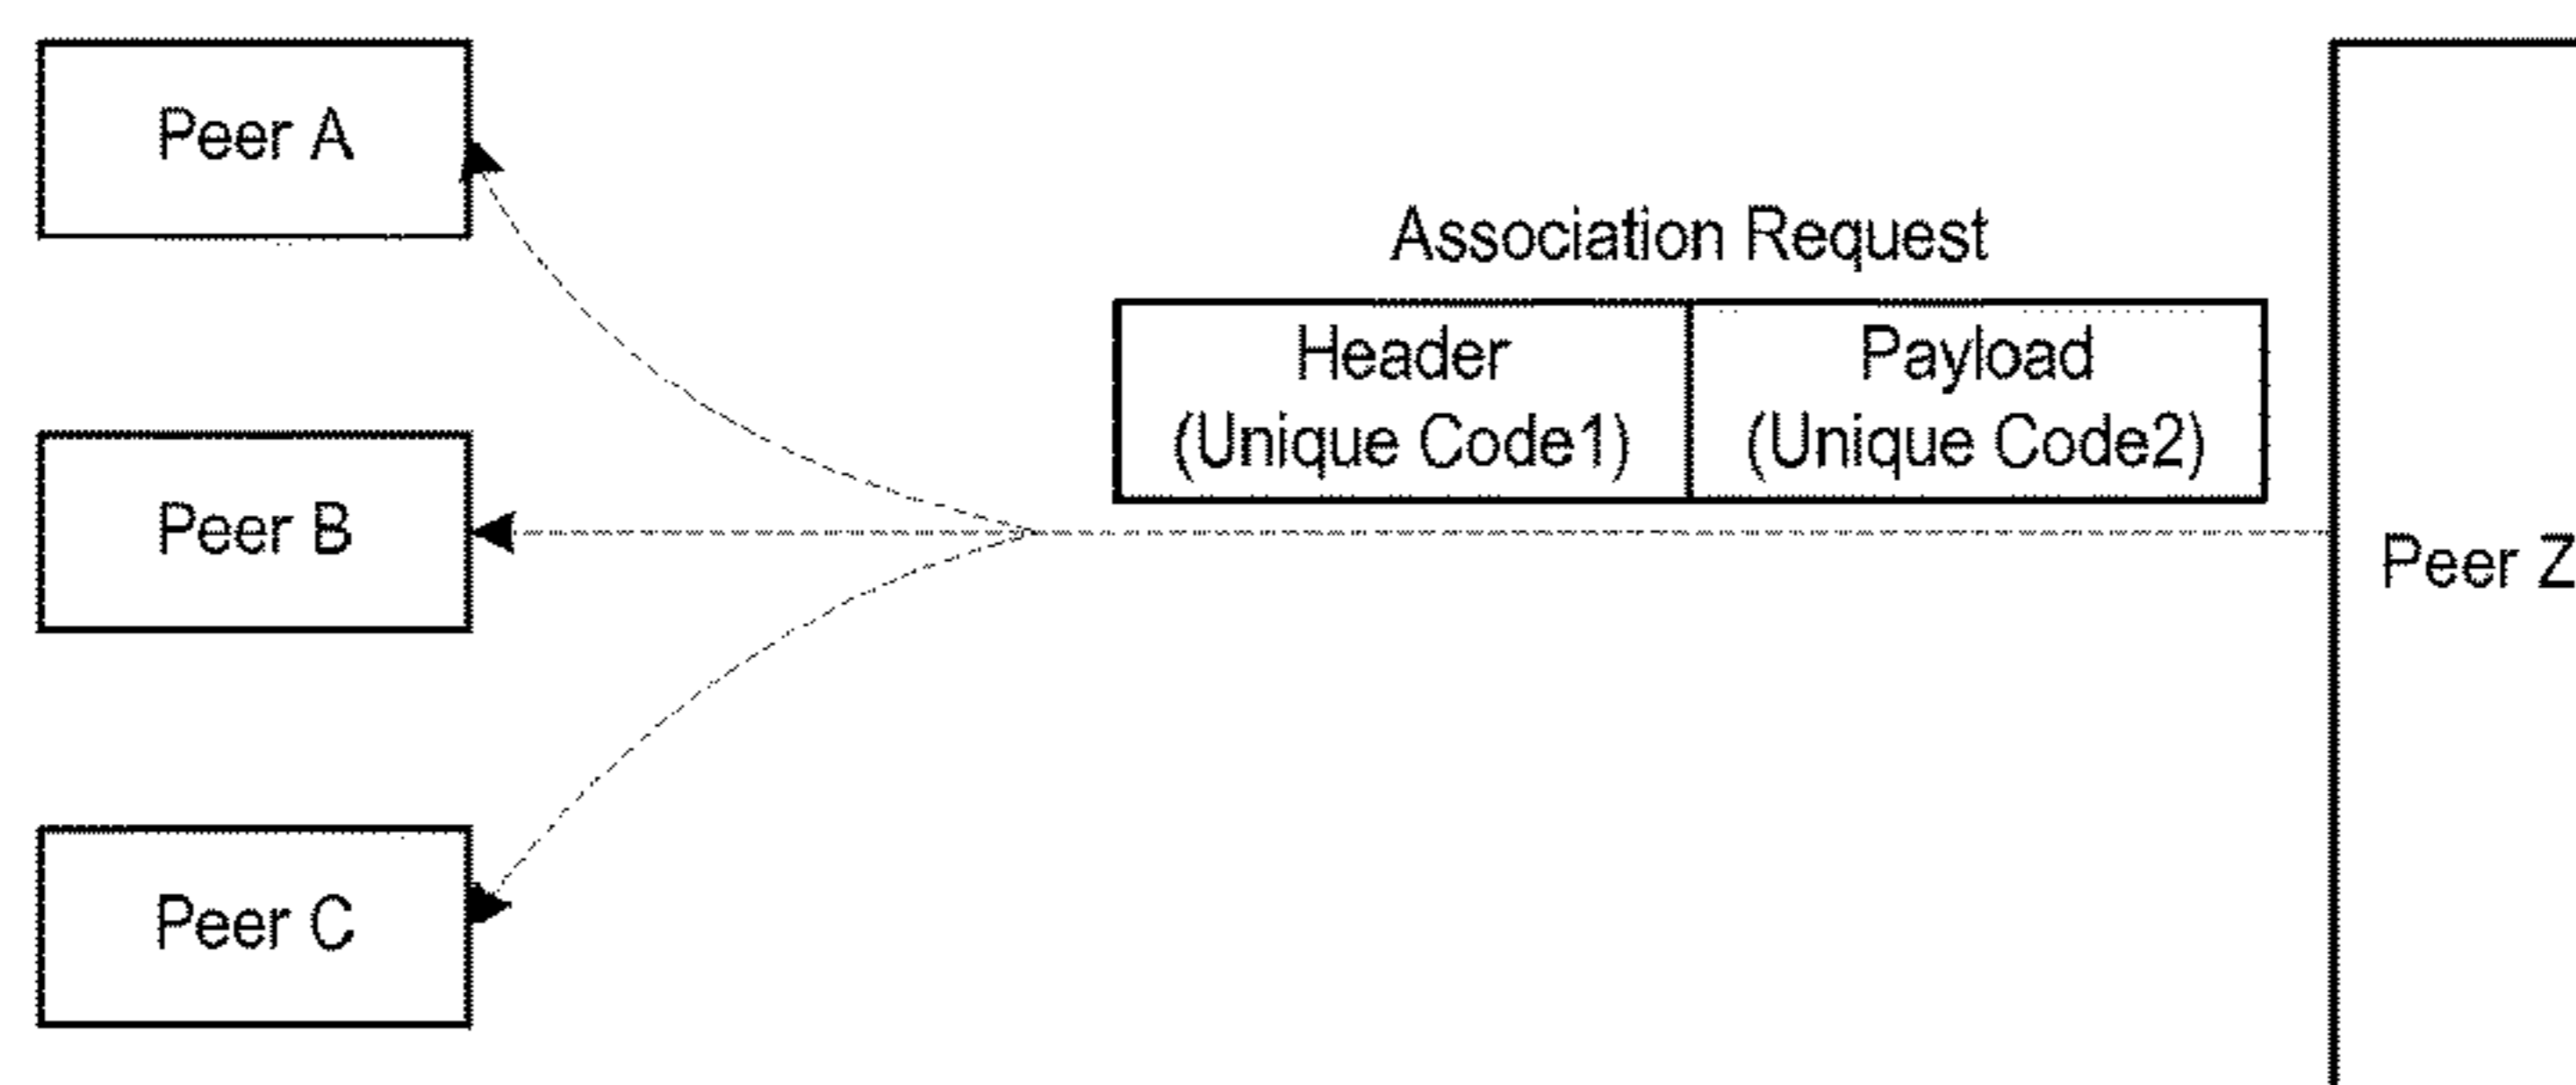 Peer A
Association Request
Header
(Unique Code1)
Payload
(Unique Code2)
Peer B
Peer Z
Peer C